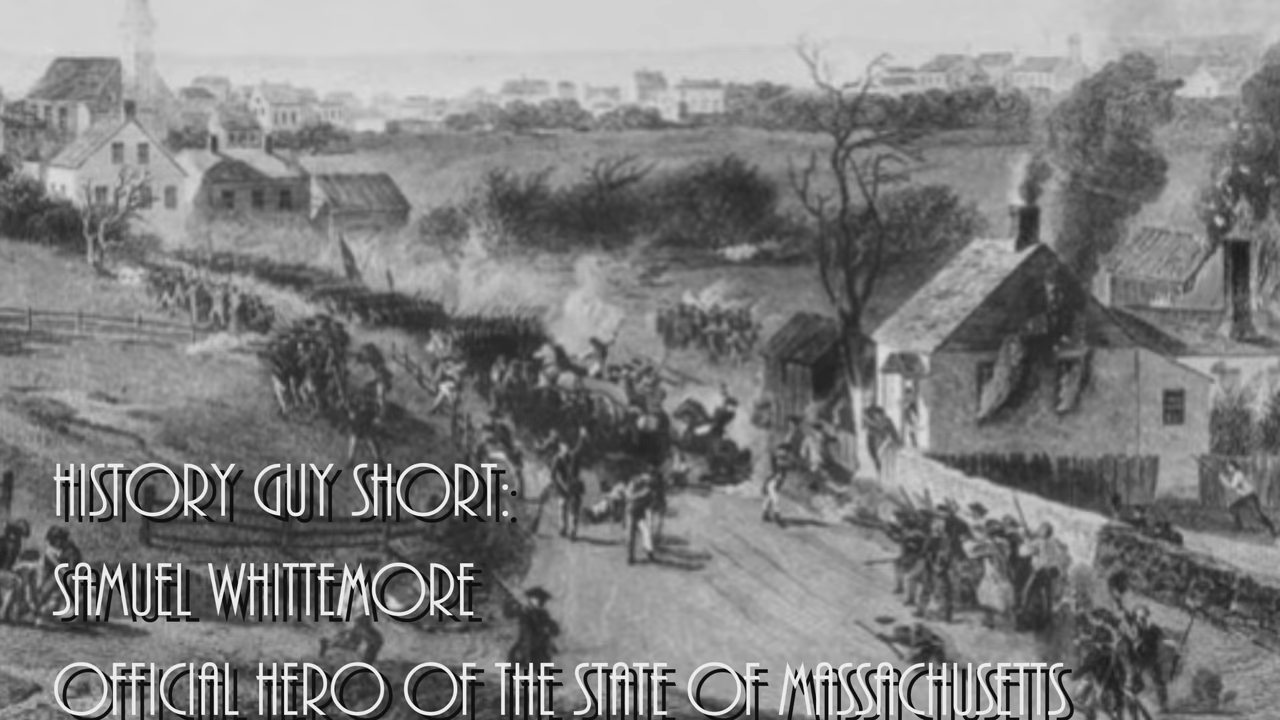 HISTORY GUY SHORT:
SAMUEL WHITTEMORE
OFFICIAL HERO OF THE STATE OF MASSACHUSETTS